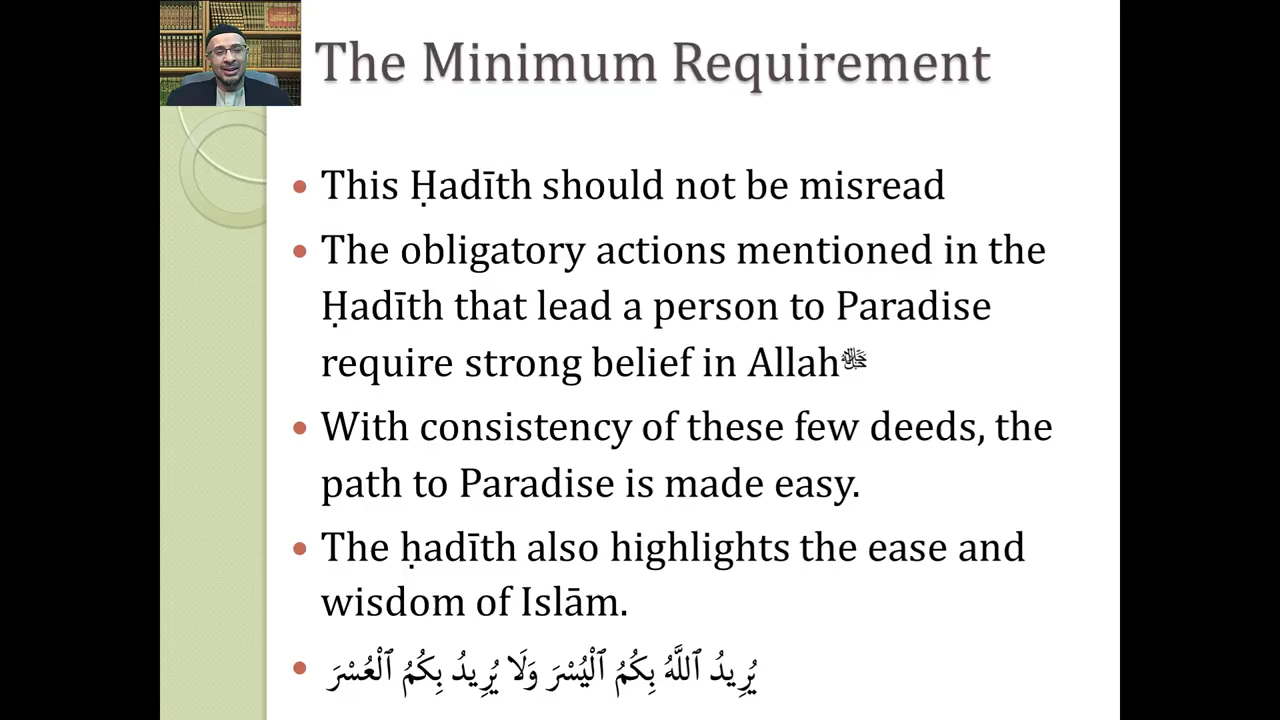 The Minimum Requirement
• This Ḥadīth should not be misread
• The obligatory actions mentioned in the
Ḥadīth that lead a person to Paradise
require strong belief in Allahﷻ
• With consistency of these few deeds, the
path to Paradise is made easy.
• The ḥadīth also highlights the ease and
wisdom of Islām.
• يُرِيدُ ٱللَّهُ بِكُمُ ٱلْيُسْرَ وَلَا يُرِيدُ بِكُمُ ٱلْعُسْرَ